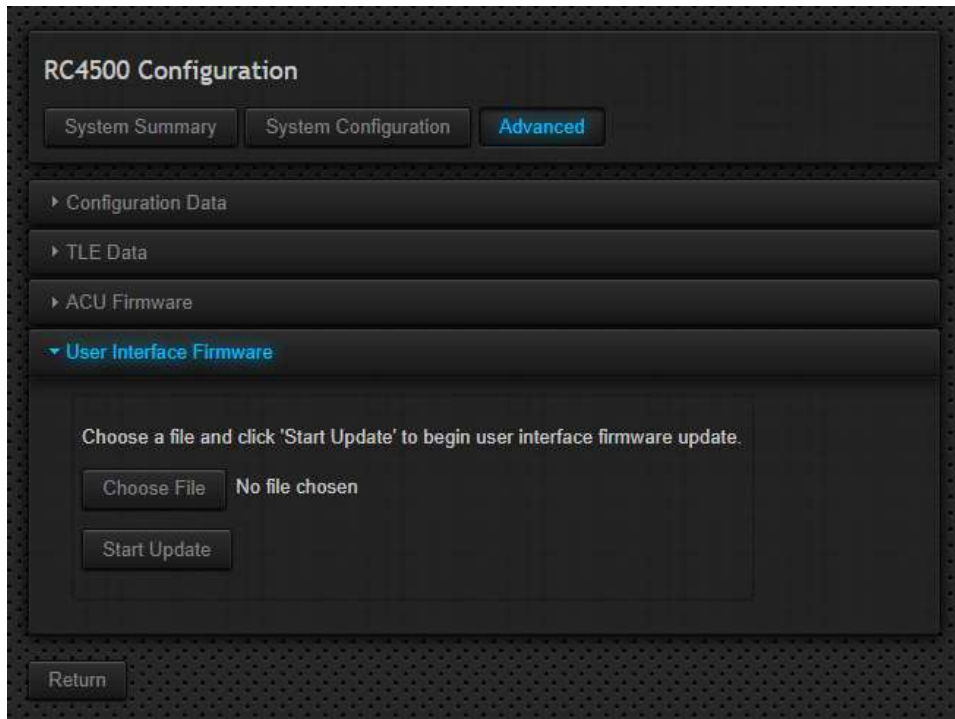 RC4500 Configuration
System Summary System Configuration Advanced
Configuration Data
TLE Data
ACU Firmware
User Interface Firmware
Choose a file and click 'Start Update' to begin user interface firmware update.
Choose File No file chosen
Start Update
Return